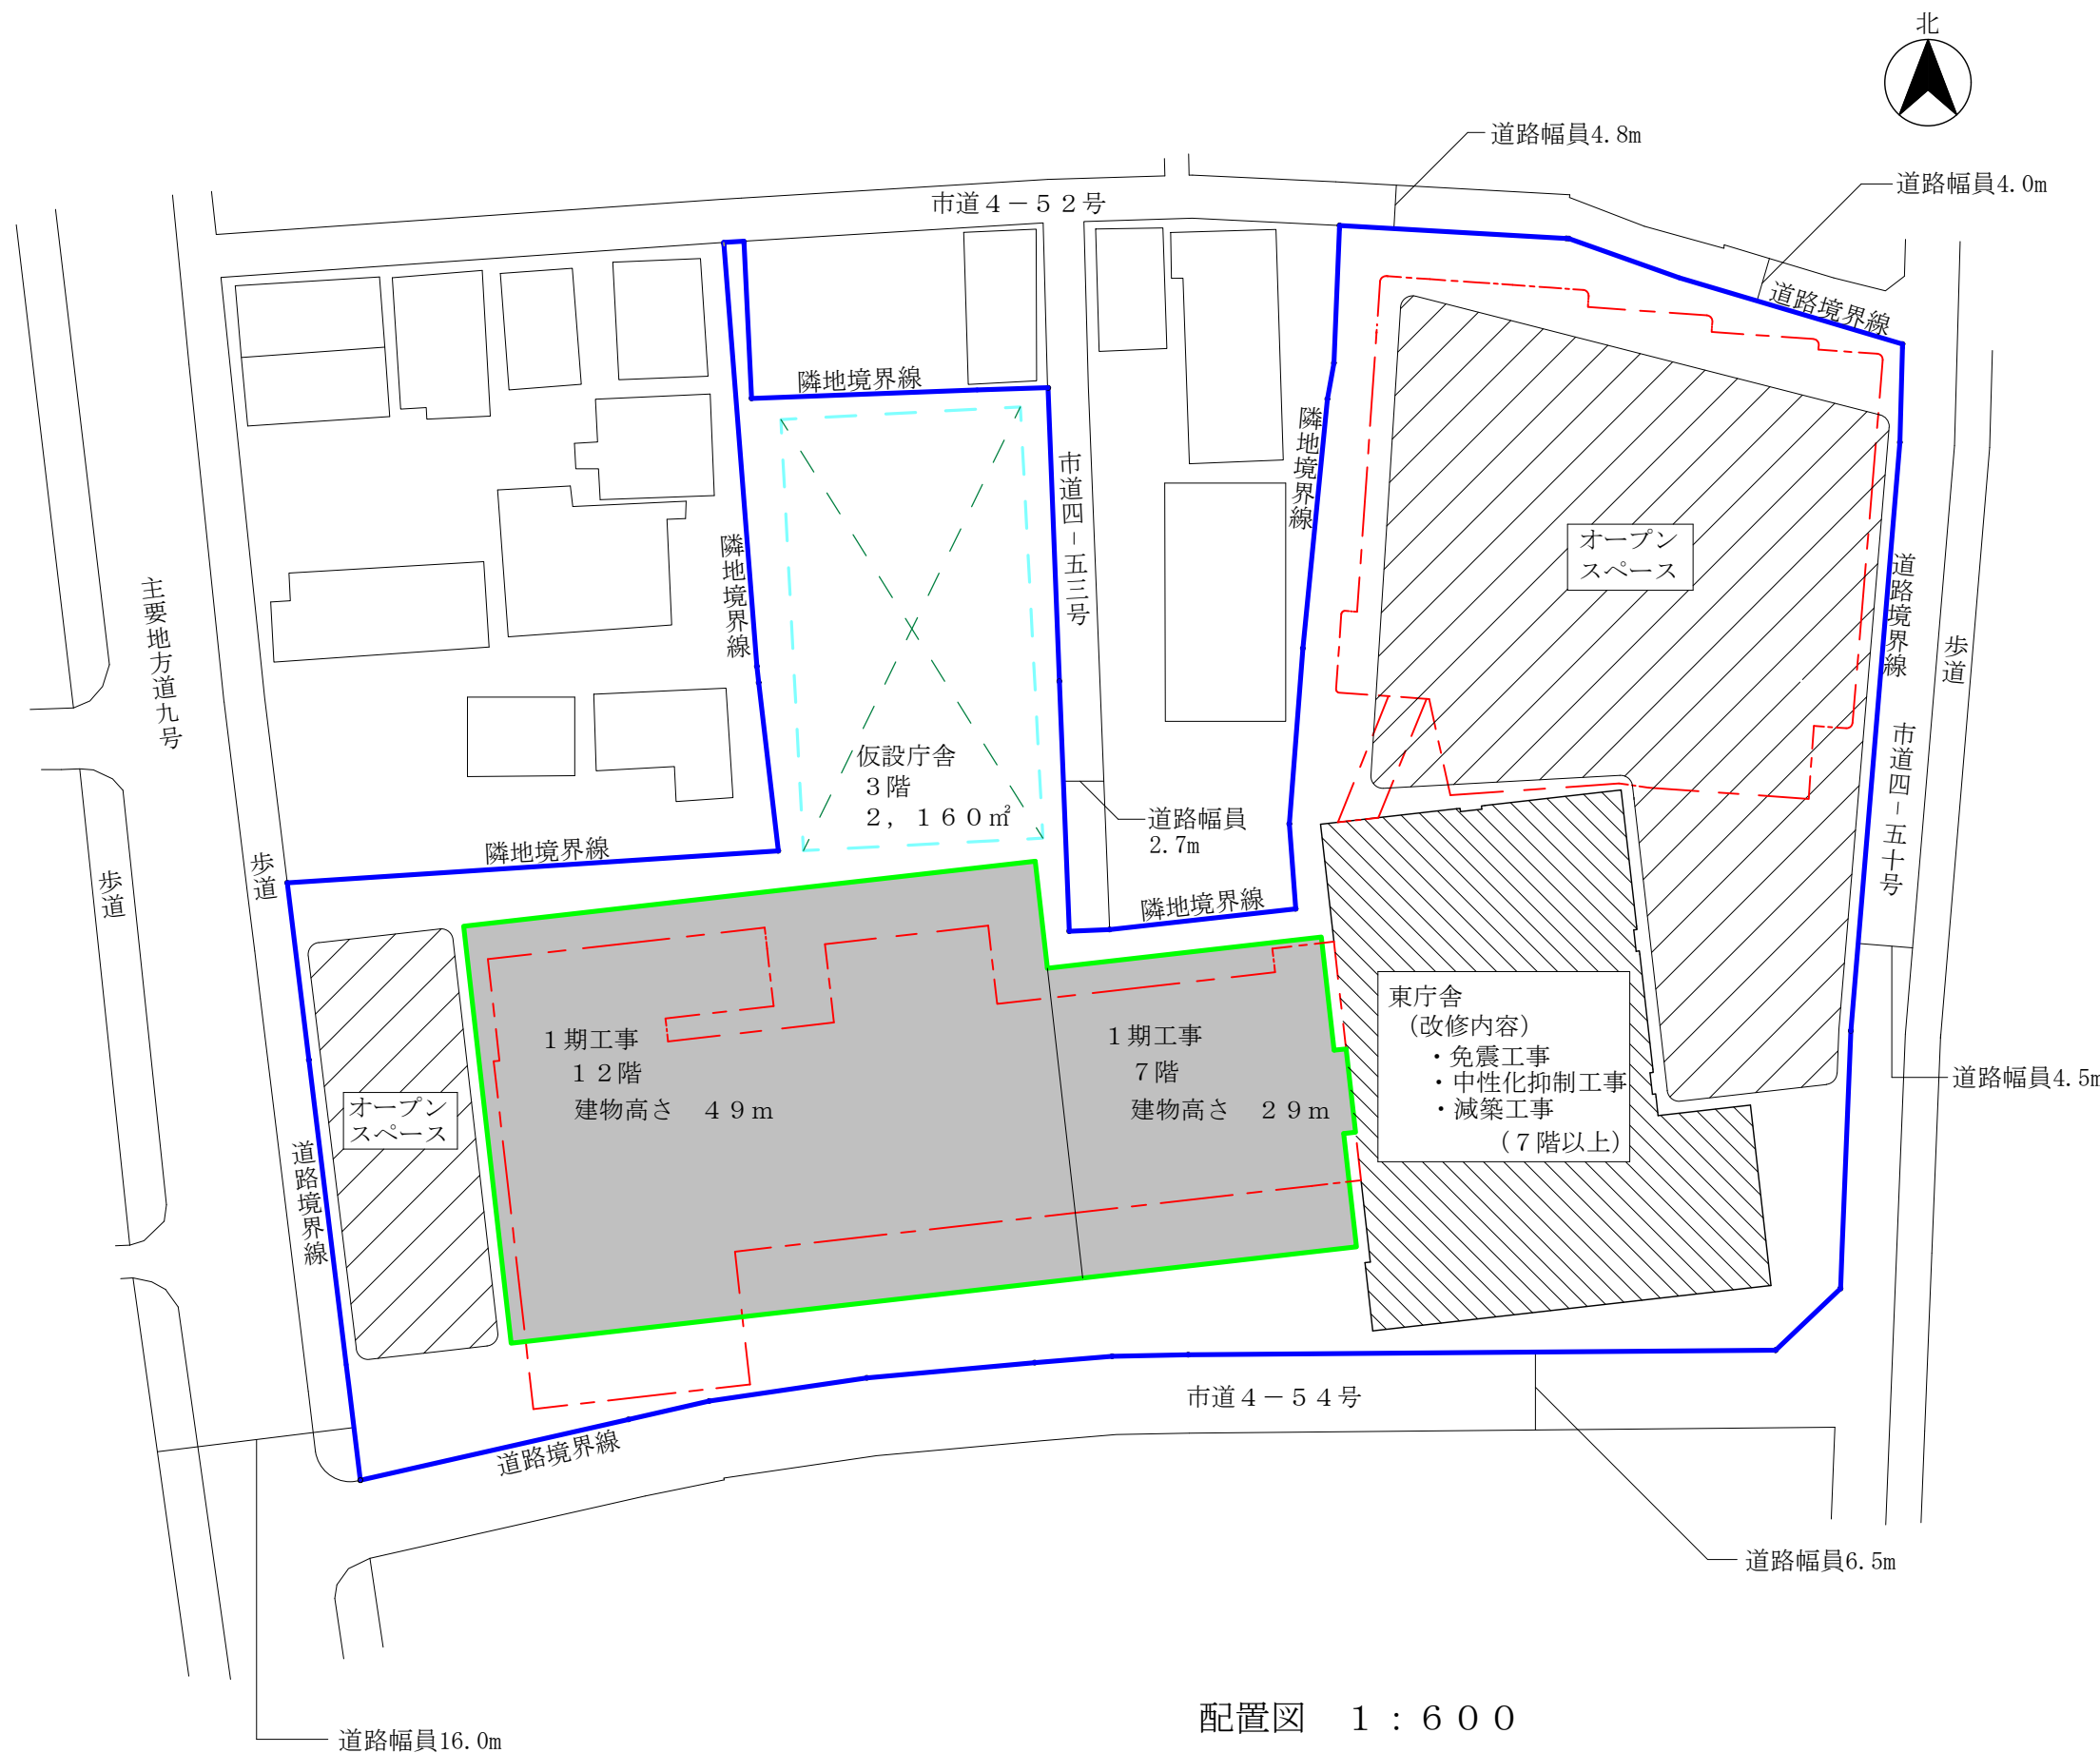 北
道路幅員4.8m
道路幅員4.0m
市道４－５２号
道路境界線
隣地境界線
隣地境界線
市道四－五三号
隣地境界線
オープン
スペース
道路境界線
主要地方道九号
歩道
市道四－五十号
仮設庁舎
３階
２，１６０㎡
道路幅員
2.7m
隣地境界線
歩道
歩道
隣地境界線
東庁舎
（改修内容）
・免震工事
・中性化抑制工事
・減築工事
（７階以上）
１期工事
１２階
建物高さ　４９ｍ
１期工事
７階
建物高さ　２９ｍ
道路幅員4.5m
オープン
スペース
道路境界線
市道４－５４号
道路境界線
道路幅員6.5m
配置図　１：６００
道路幅員16.0m